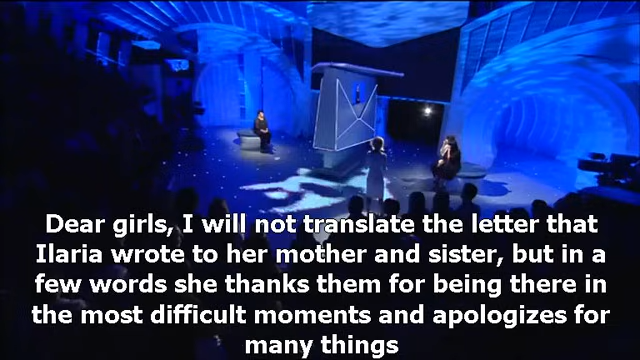 Dear girls, I will not translate the letter that
Ilaria wrote to her mother and sister, but in a
few words she thanks them for being there in
the most difficult moments and apologizes for
many things